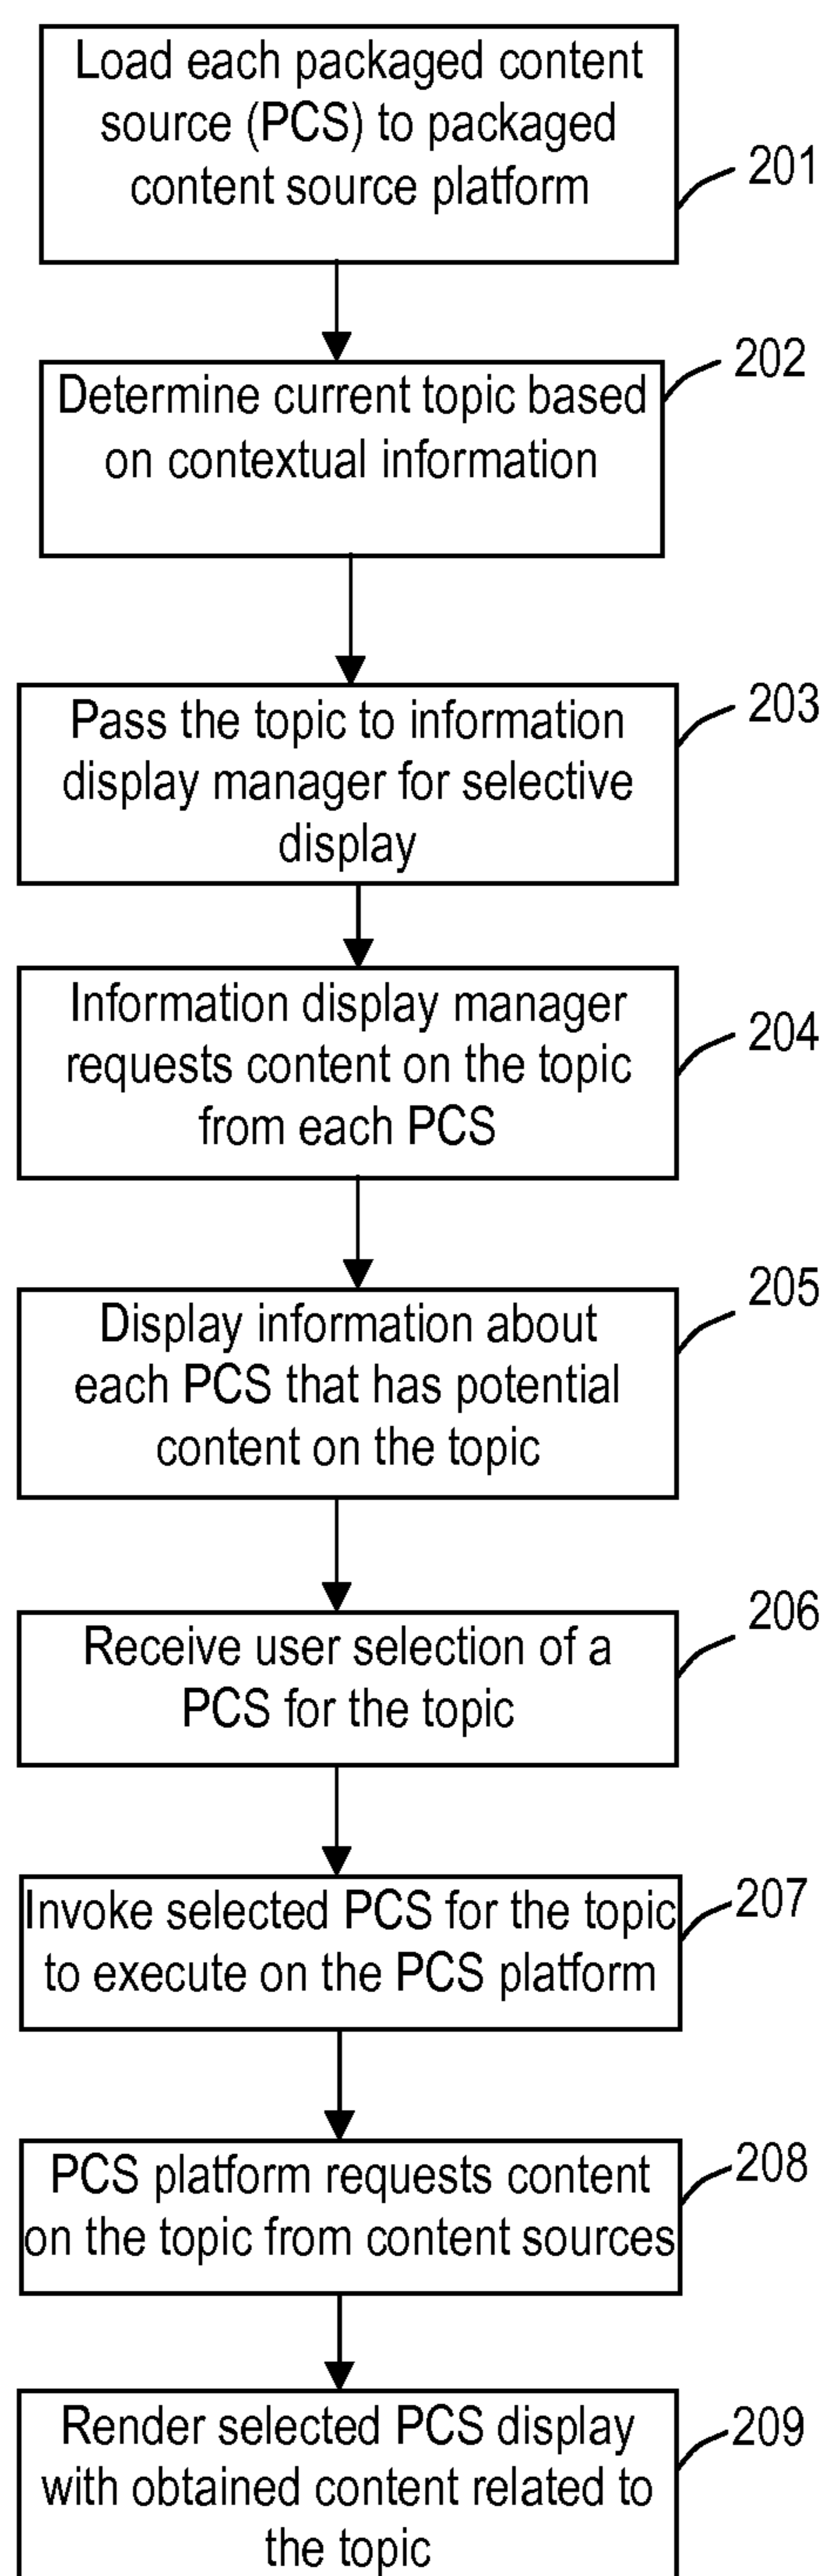 Load each packaged content
source (PCS) to packaged
content source platform
201
Determine current topic based
on contextual information
202
Pass the topic to information
display manager for selective
display
203
Information display manager
requests content on the topic
from each PCS
204
Display information about
each PCS that has potential
content on the topic
205
Receive user selection of a
PCS for the topic
206
Invoke selected PCS for the topic
to execute on the PCS platform
207
PCS platform requests content
on the topic from content sources
208
Render selected PCS display
with obtained content related to
the topic
209